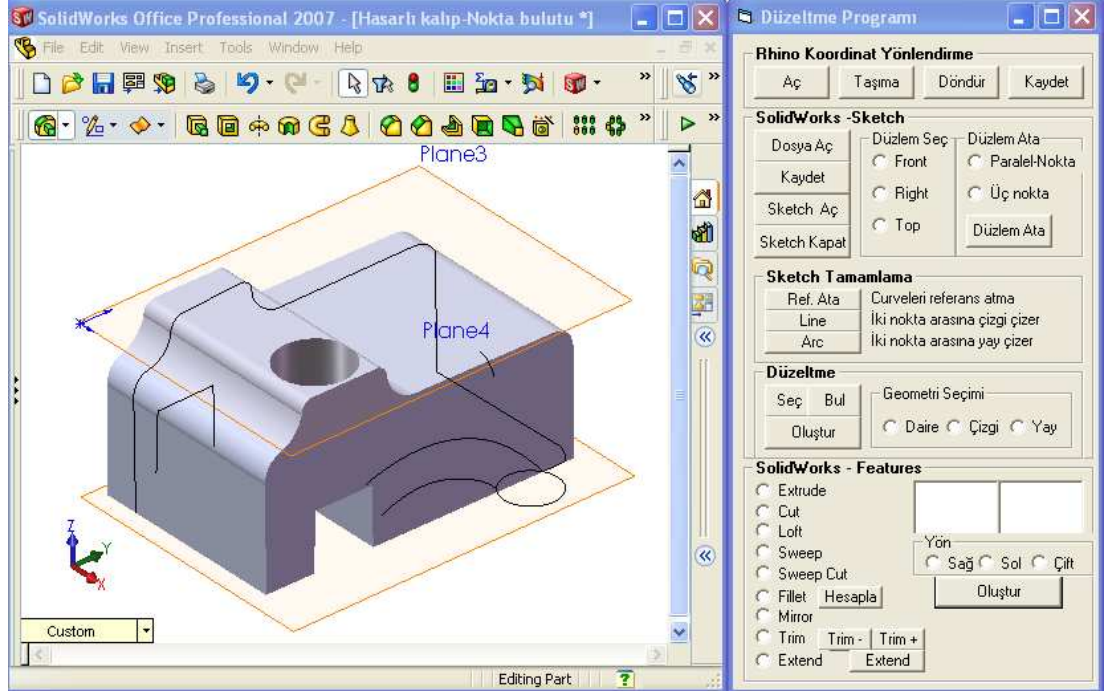 SolidWorks Office Professional 2007 - [Hasarlı kalıp-Nokta bulutu *]
File Edit View Insert Tools Window Help
Plane3
Plane4
Z
Y
X
Custom
Editing Part
Düzeltme Programı
Rhino Koordinat Yönlendirme
Aç Taşıma Döndür Kaydet
SolidWorks -Sketch
Dosya Aç
Kaydet
Sketch Aç
Sketch Kapat
Düzlem Seç
Front
Right
Top
Düzlem Ata
Paralel-Nokta
Üç nokta
Düzlem Ata
Sketch Tamamlama
Ref. Ata Curveleri referans atma
Line İki nokta arasına çizgi çizer
Arc İki nokta arasına yay çizer
Düzeltme
Seç Bul
Oluştur
Geometri Seçimi
Daire Çizgi Yay
SolidWorks - Features
Extrude
Cut
Loft
Sweep
Sweep Cut
Fillet Hesapla
Mirror
Trim Trim - Trim +
Extend Extend
Yön
Sağ Sol Çift
Oluştur